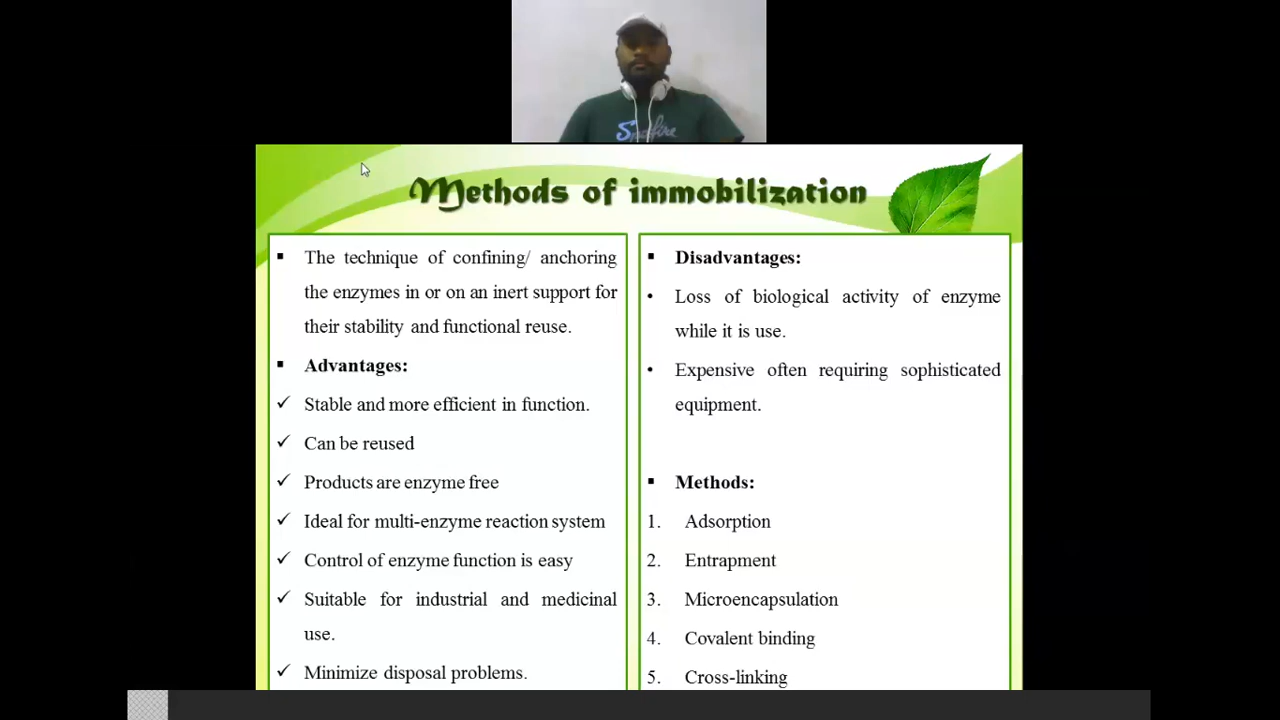 Spitfire
Methods of immobilization
▪ The technique of confining/ anchoring
the enzymes in or on an inert support for
their stability and functional reuse.
▪ Advantages:
✓ Stable and more efficient in function.
✓ Can be reused
✓ Products are enzyme free
✓ Ideal for multi-enzyme reaction system
✓ Control of enzyme function is easy
✓ Suitable for industrial and medicinal
use.
✓ Minimize disposal problems.
▪ Disadvantages:
• Loss of biological activity of enzyme
while it is use.
• Expensive often requiring sophisticated
equipment.
▪ Methods:
1. Adsorption
2. Entrapment
3. Microencapsulation
4. Covalent binding
5. Cross-linking